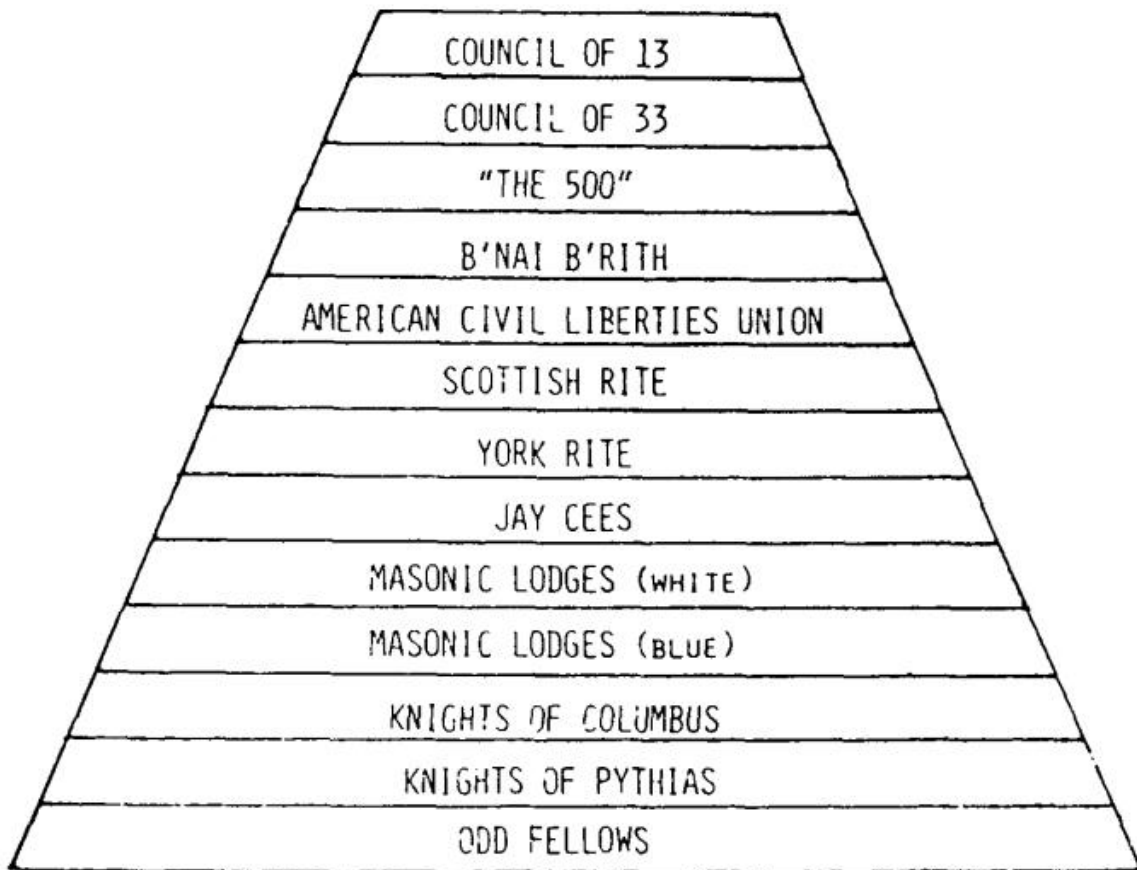 COUNCIL OF 13
COUNCIL OF 33
"THE 500"
B'NAI B'RITH
AMERICAN CIVIL LIBERTIES UNION
SCOTTISH RITE
YORK RITE
JAY CEES
MASONIC LODGES (WHITE)
MASONIC LODGES (BLUE)
KNIGHTS OF COLUMBUS
KNIGHTS OF PYTHIAS
ODD FELLOWS